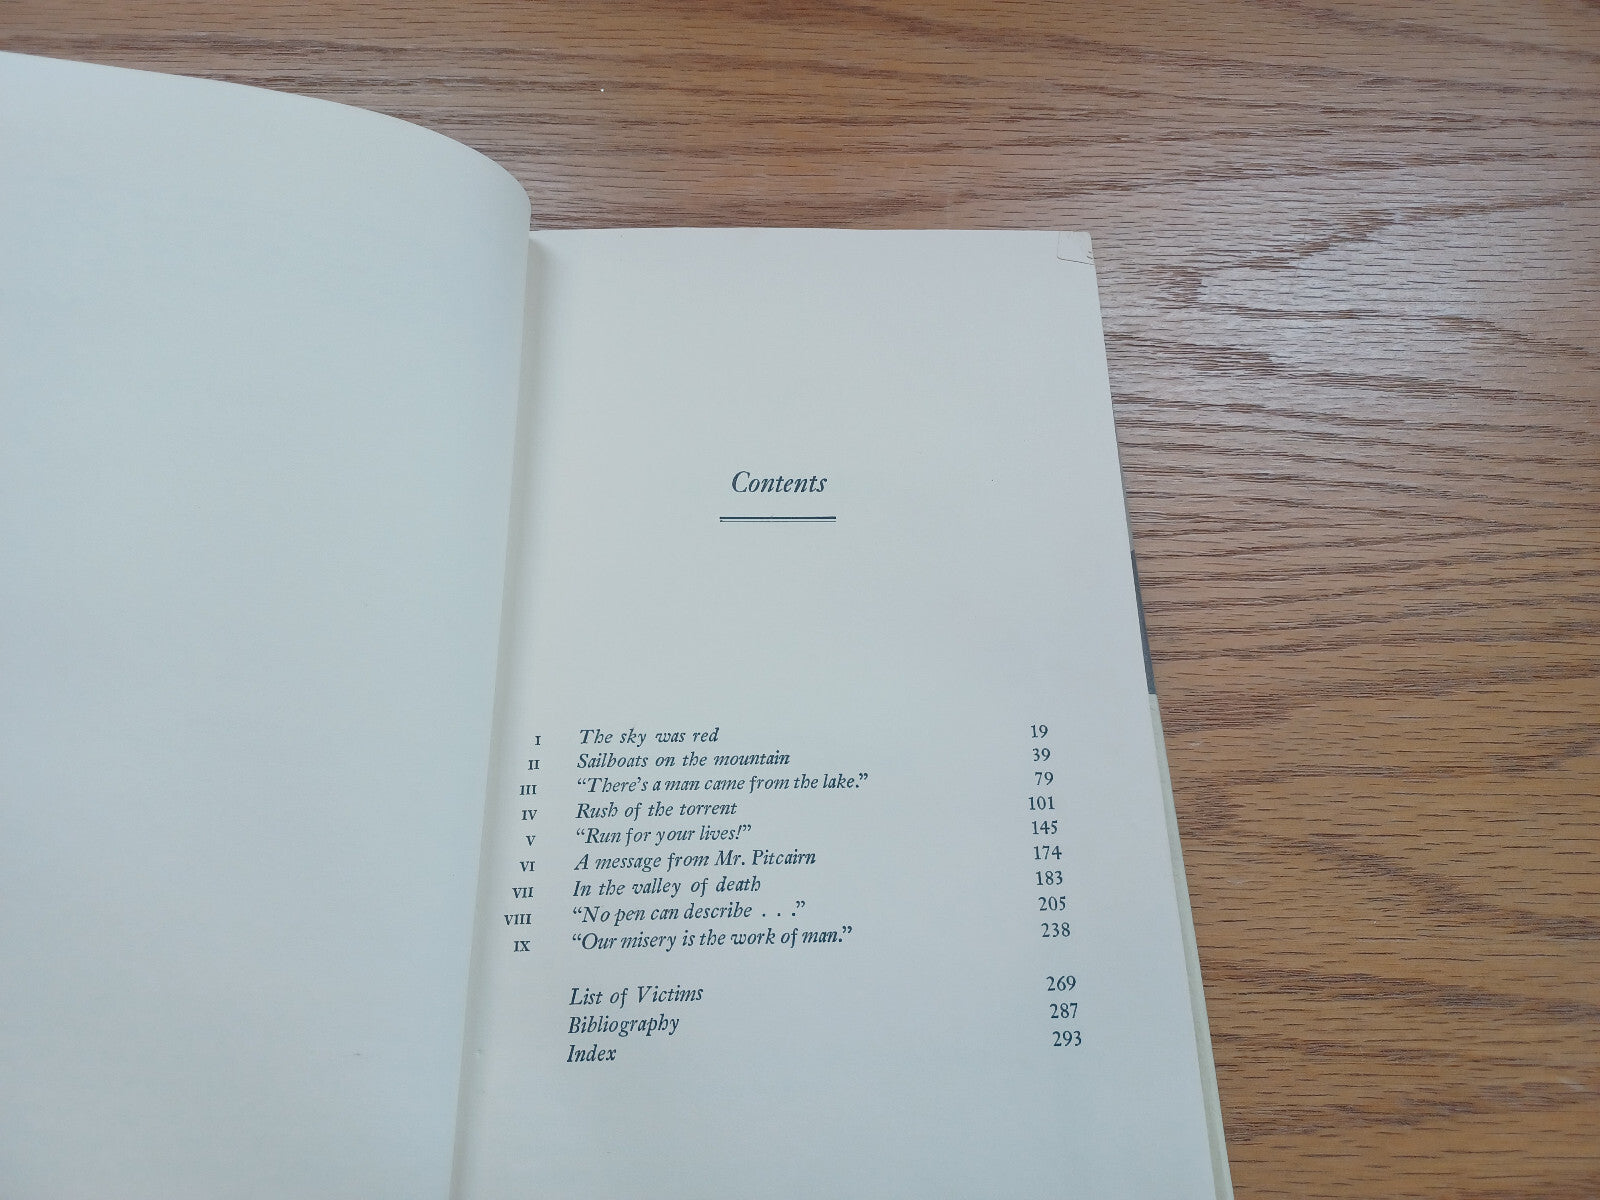 Contents
I The sky was red 19
II Sailboats on the mountain 39
III “There's a man came from the lake.” 79
IV Rush of the torrent 101
V “Run for your lives!” 145
VI A message from Mr. Pitcairn 174
VII In the valley of death 183
VIII “No pen can describe . . .” 205
IX “Our misery is the work of man.” 238
List of Victims 269
Bibliography 287
Index 293